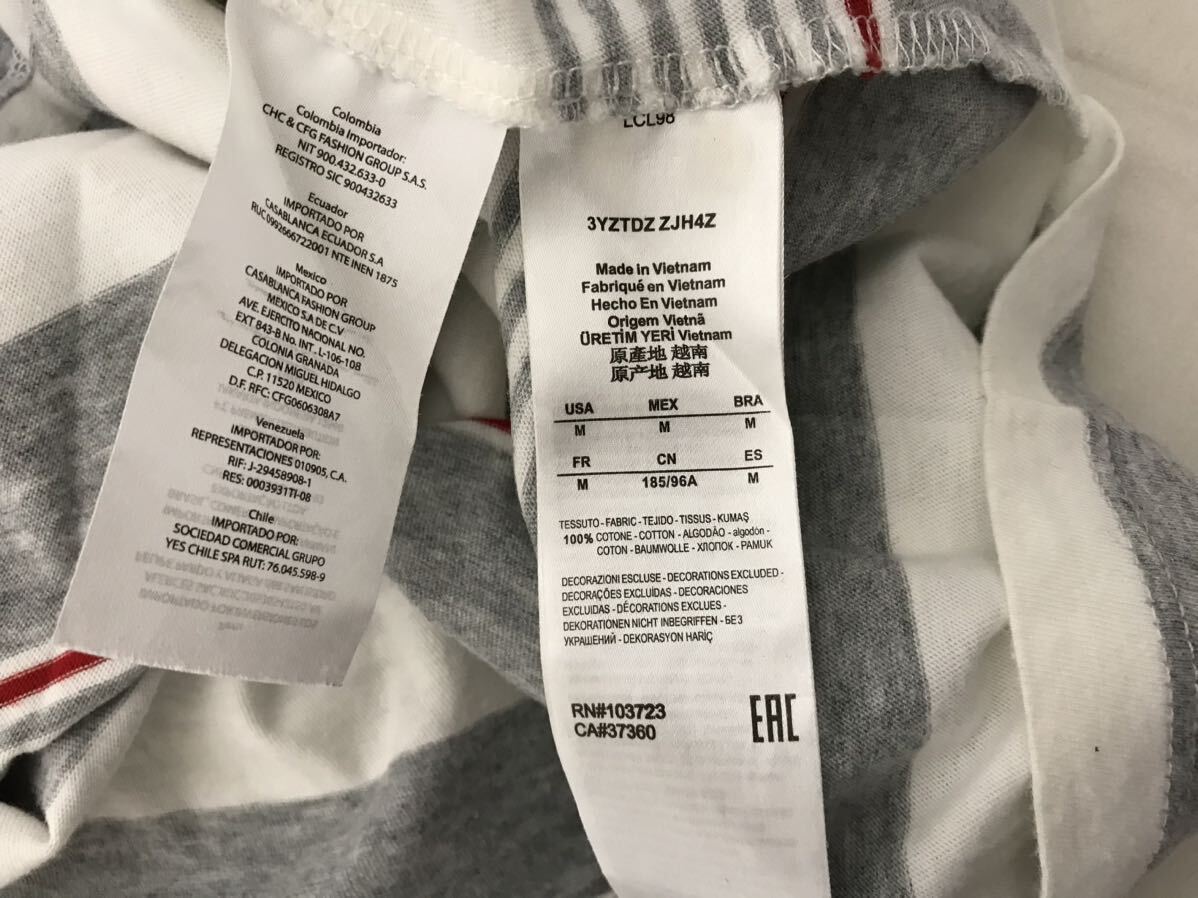 Colombia
Colombia Importador:
CHC & CFG FASHION GROUP S.A.S.
NIT 900.432.633-0
REGISTRO SIC 900432633
Ecuador
IMPORTADO POR
CASABLANCA ECUADOR S.A
RUC 0992666722001 NTE INEN 1875
Mexico
IMPORTADO POR
CASABLANCA FASHION GROUP
MEXICO S.A DE C.V
AVE. EJERCITO NACIONAL NO.
EXT 843-B No. INT . L-106-108
COLONIA GRANADA
DELEGACION MIGUEL HIDALGO
C.P. 11520 MEXICO
D.F. RFC: CFG0606308A7
Venezuela
IMPORTADOR POR:
REPRESENTACIONES 010905, C.A.
RIF: J-29458908-1
RES: 0003931TI-08
Chile
IMPORTADO POR:
SOCIEDAD COMERCIAL GRUPO
YES CHILE SPA RUT: 76.045.598-9
LCL98
3YZTDZ ZJH4Z
Made in Vietnam
Fabriqué en Vietnam
Hecho En Vietnam
Origem Vietnã
ÜRETİM YERİ Vietnam
原產地 越南
原产地 越南
USA MEX BRA
M M M
FR CN ES
M 185/96A M
TESSUTO - FABRIC - TEJIDO - TISSUS - KUMAŞ
100% COTONE - COTTON - ALGODÃO - algodón -
COTON - BAUMWOLLE - ХЛОПОК - PAMUK
DECORAZIONI ESCLUSE - DECORATIONS EXCLUDED -
DECORAÇÕES EXCLUÍDAS - DECORACIONES
EXCLUIDAS - DÉCORATIONS EXCLUES -
DEKORATIONEN NICHT INBEGRIFFEN - БЕЗ
УКРАШЕНИЙ - DEKORASYON HARİÇ
RN#103723
CA#37360
EAC